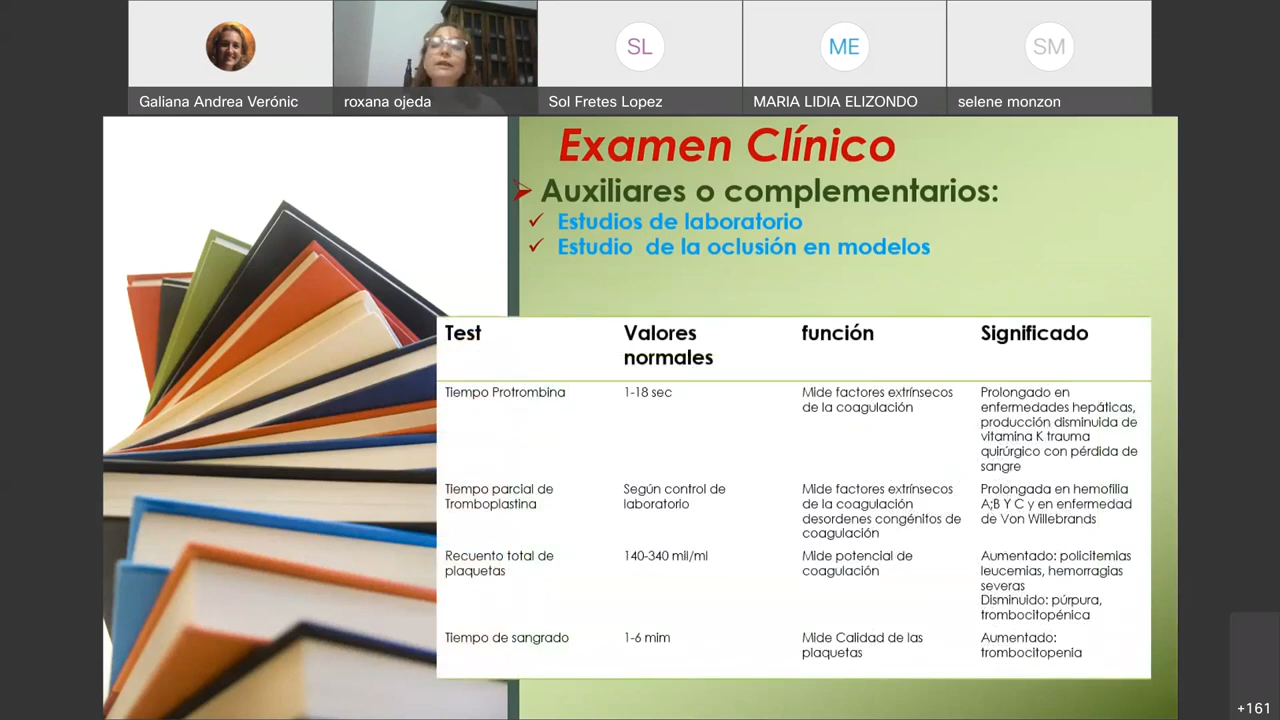 SL
ME
SM
Galiana Andrea Verónic
roxana ojeda
Sol Fretes Lopez
MARIA LIDIA ELIZONDO
selene monzon
Examen Clínico
Auxiliares o complementarios:
Estudios de laboratorio
Estudio de la oclusión en modelos
Test
Valores
normales
función
Significado
Tiempo Protrombina
1-18 sec
Mide factores extrínsecos
de la coagulación
Prolongado en
enfermedades hepáticas,
producción disminuida de
vitamina K trauma
quirúrgico con pérdida de
sangre
Tiempo parcial de
Tromboplastina
Según control de
laboratorio
Mide factores extrínsecos
de la coagulación
desordenes congénitos de
coagulación
Prolongada en hemofilia
A;B Y C y en enfermedad
de Von Willebrands
Recuento total de
plaquetas
140-340 mil/ml
Mide potencial de
coagulación
Aumentado: policitemias
leucemias, hemorragias
severas
Disminuido: púrpura,
trombocitopénica
Tiempo de sangrado
1-6 mim
Mide Calidad de las
plaquetas
Aumentado:
trombocitopenia
+161